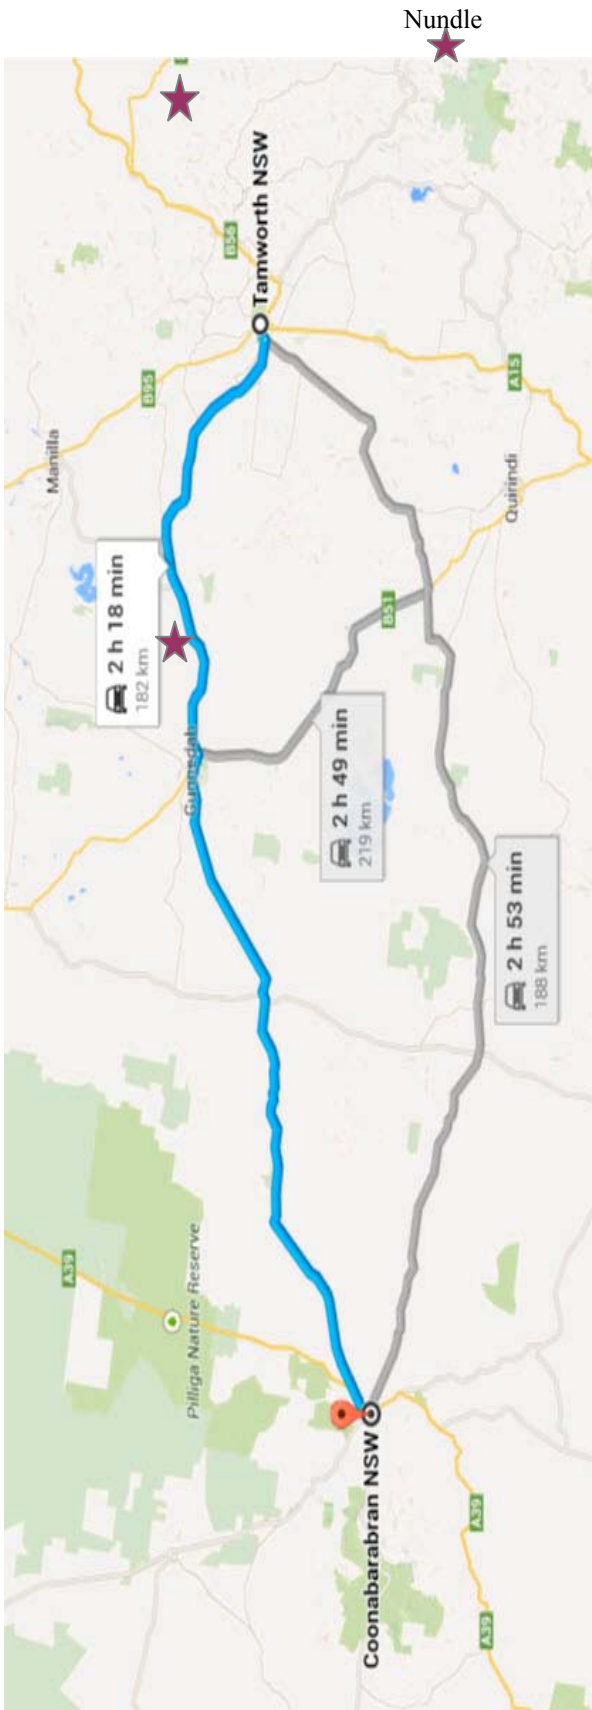 Nundle
B56
Tamworth NSW
B95
Manilla
A15
Quirindi
2 h 18 min
182 km
B51
Gunnedah
2 h 49 min
219 km
2 h 53 min
188 km
A39
Pilliga Nature Reserve
Coonabarabran NSW
A39
A39